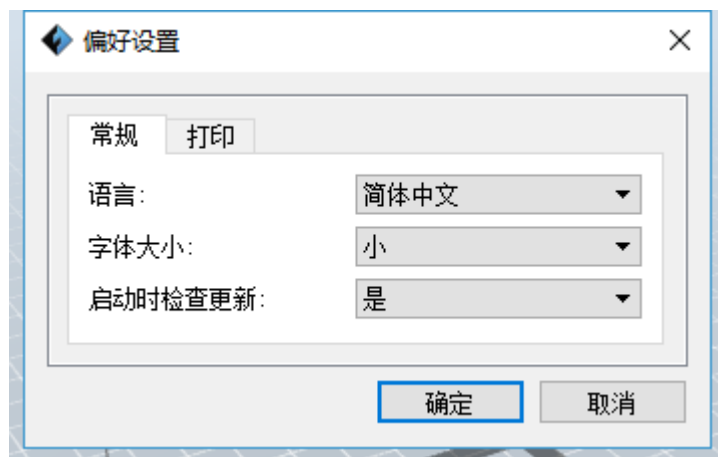 偏好设置
常规 打印
语言: 简体中文
字体大小: 小
启动时检查更新: 是
确定 取消